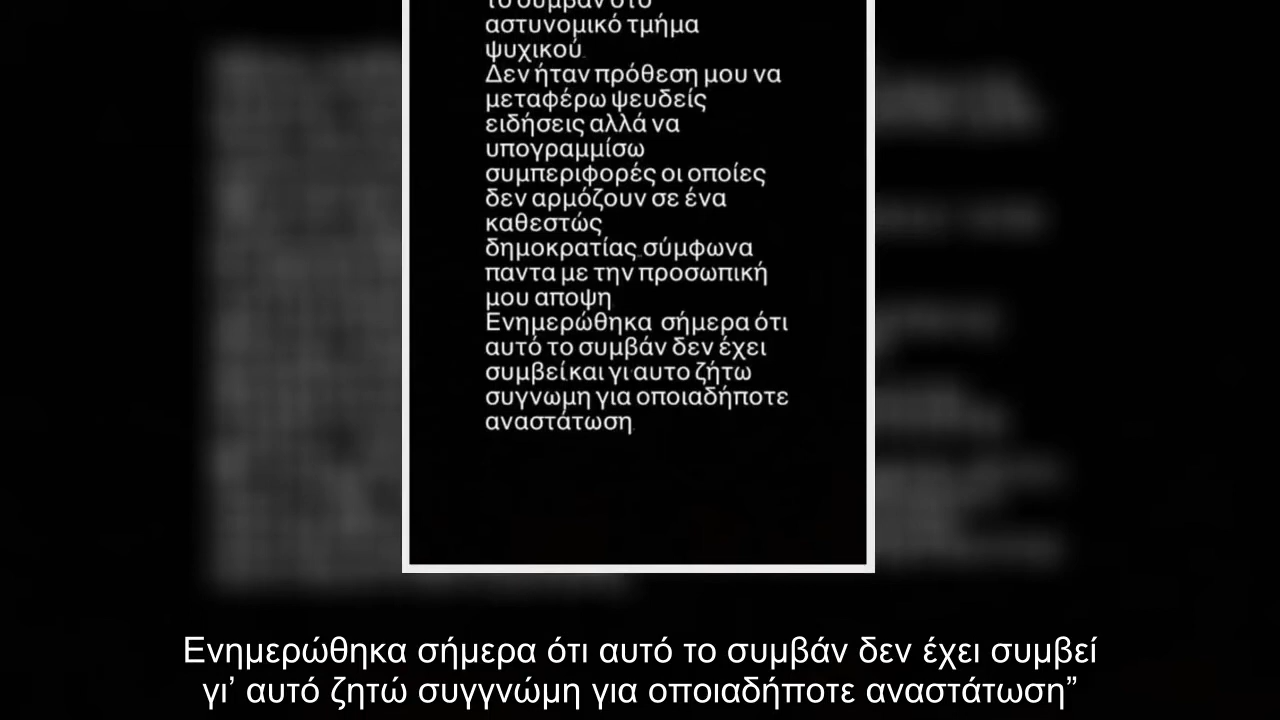 το συμβάν στο
αστυνομικό τμήμα
ψυχικού.
Δεν ήταν πρόθεση μου να
μεταφέρω ψευδείς
ειδήσεις αλλά να
υπογραμμίσω
συμπεριφορές οι οποίες
δεν αρμόζουν σε ένα
καθεστώς
δημοκρατίας σύμφωνα
παντα με την προσωπική
μου αποψη
Ενημερώθηκα σήμερα ότι
αυτό το συμβάν δεν έχει
συμβεί και γι αυτο ζήτω
συγνωμη για οποιαδήποτε
αναστάτωση.
Ενημερώθηκα σήμερα ότι αυτό το συμβάν δεν έχει συμβεί
γι’ αυτό ζητώ συγγνώμη για οποιαδήποτε αναστάτωση”